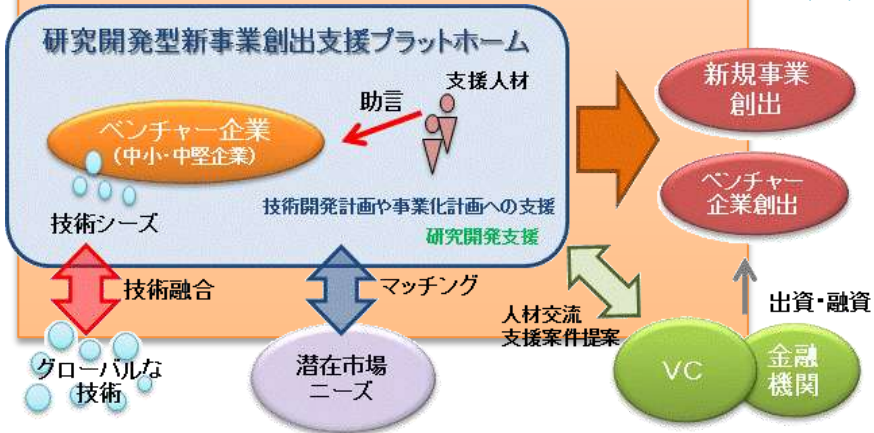 研究開発型新事業創出支援プラットホーム
支援人材
助言
ベンチャー企業
(中小・中堅企業)
技術シーズ
技術開発計画や事業化計画への支援
研究開発支援
新規事業
創出
ベンチャー
企業創出
技術融合
マッチング
人材交流
支援案件提案
出資・融資
グローバルな
技術
潜在市場
ニーズ
VC
金融
機関